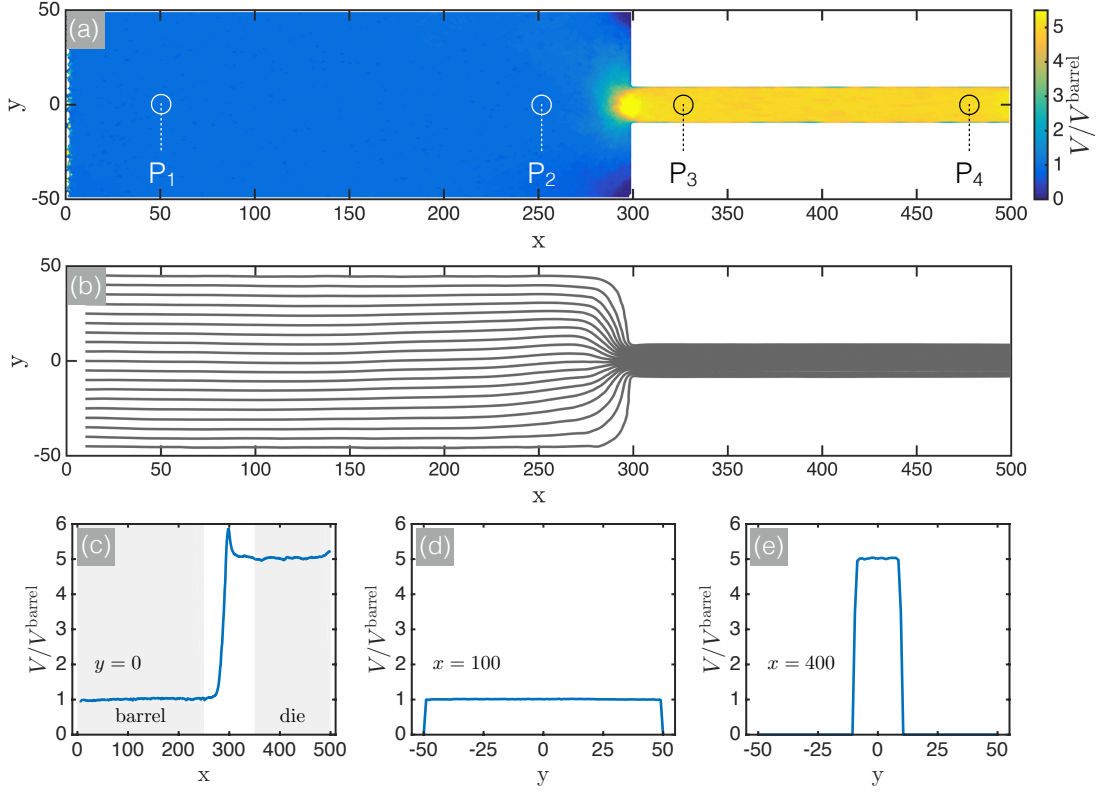 (a)
50
0
-50
y
P₁
P₂
P₃
P₄
0 50 100 150 200 250 300 350 400 450 500
x
5
4
3
2
1
0
V/V^barrel
(b)
50
0
-50
y
0 50 100 150 200 250 300 350 400 450 500
x
(c)
6
5
4
3
2
1
0
V/V^barrel
y = 0
barrel die
0 100 200 300 400 500
x
(d)
6
5
4
3
2
1
0
V/V^barrel
x = 100
-50 -25 0 25 50
y
(e)
6
5
4
3
2
1
0
V/V^barrel
x = 400
-50 -25 0 25 50
y